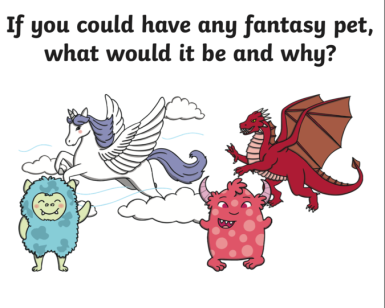 If you could have any fantasy pet,
what would it be and why?